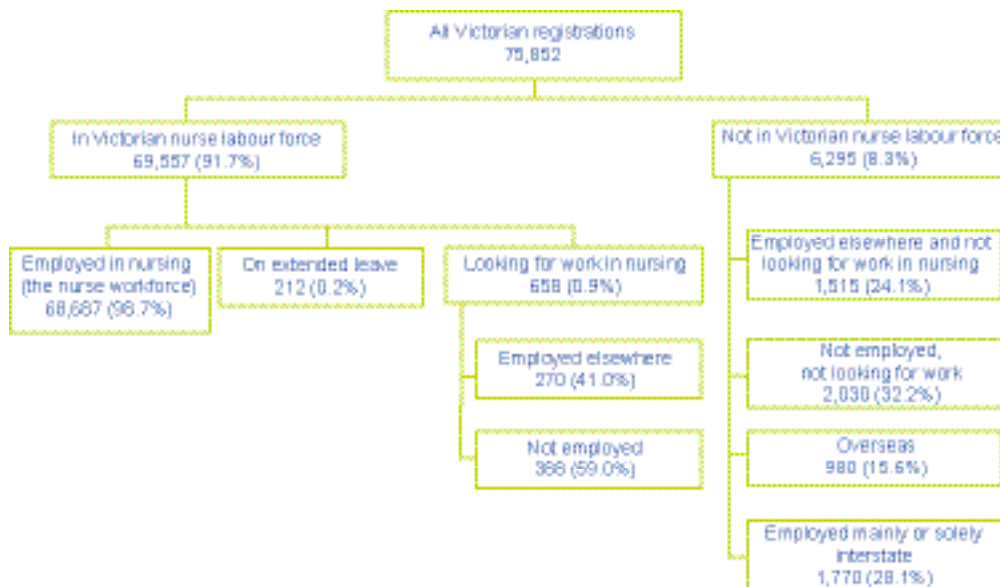 All Victorian registrations
75,852
In Victorian nurse labour force
69,557 (91.7%)
Not in Victorian nurse labour force
6,295 (8.3%)
Employed in nursing
(the nurse workforce)
68,687 (98.7%)
On extended leave
212 (0.2%)
Looking for work in nursing
658 (0.9%)
Employed elsewhere
270 (41.0%)
Not employed
388 (59.0%)
Employed elsewhere and not
looking for work in nursing
1,515 (24.1%)
Not employed,
not looking for work
2,030 (32.2%)
Overseas
980 (15.6%)
Employed mainly or solely
interstate
1,770 (28.1%)